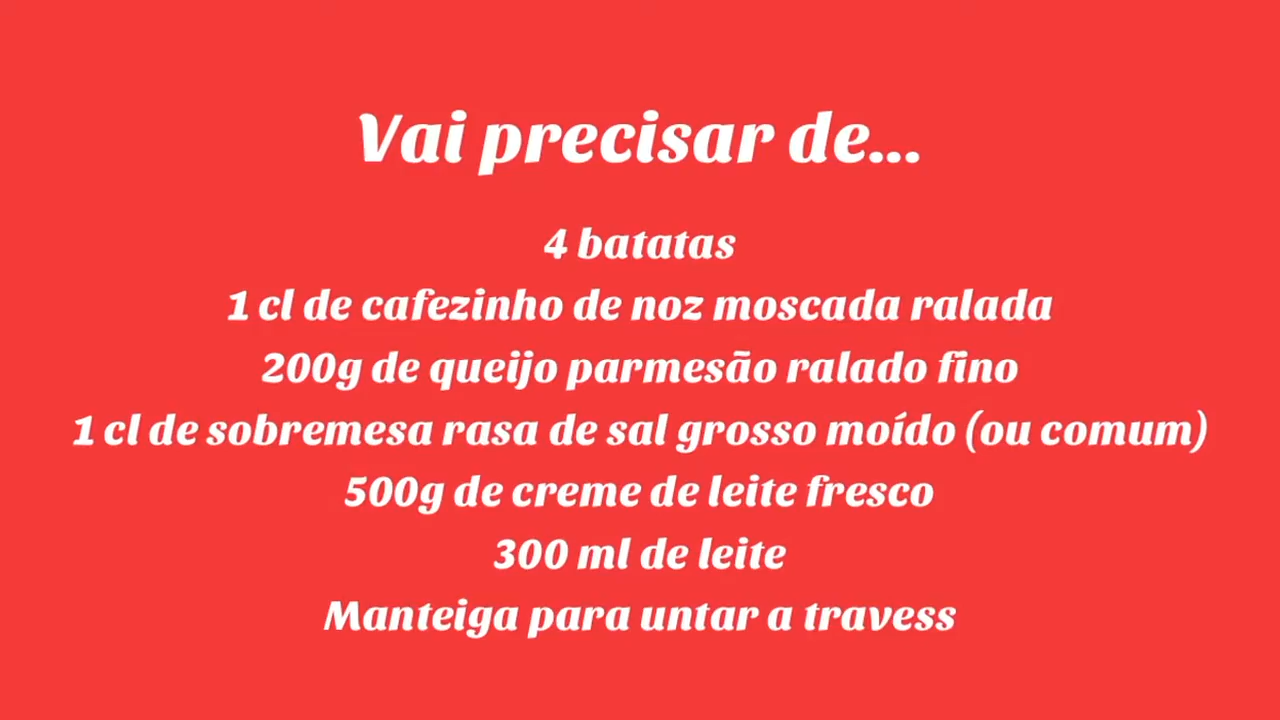 Vai precisar de...
4 batatas
1 cl de cafezinho de noz moscada ralada
200g de queijo parmesão ralado fino
1 cl de sobremesa rasa de sal grosso moído (ou comum)
500g de creme de leite fresco
300 ml de leite
Manteiga para untar a travess